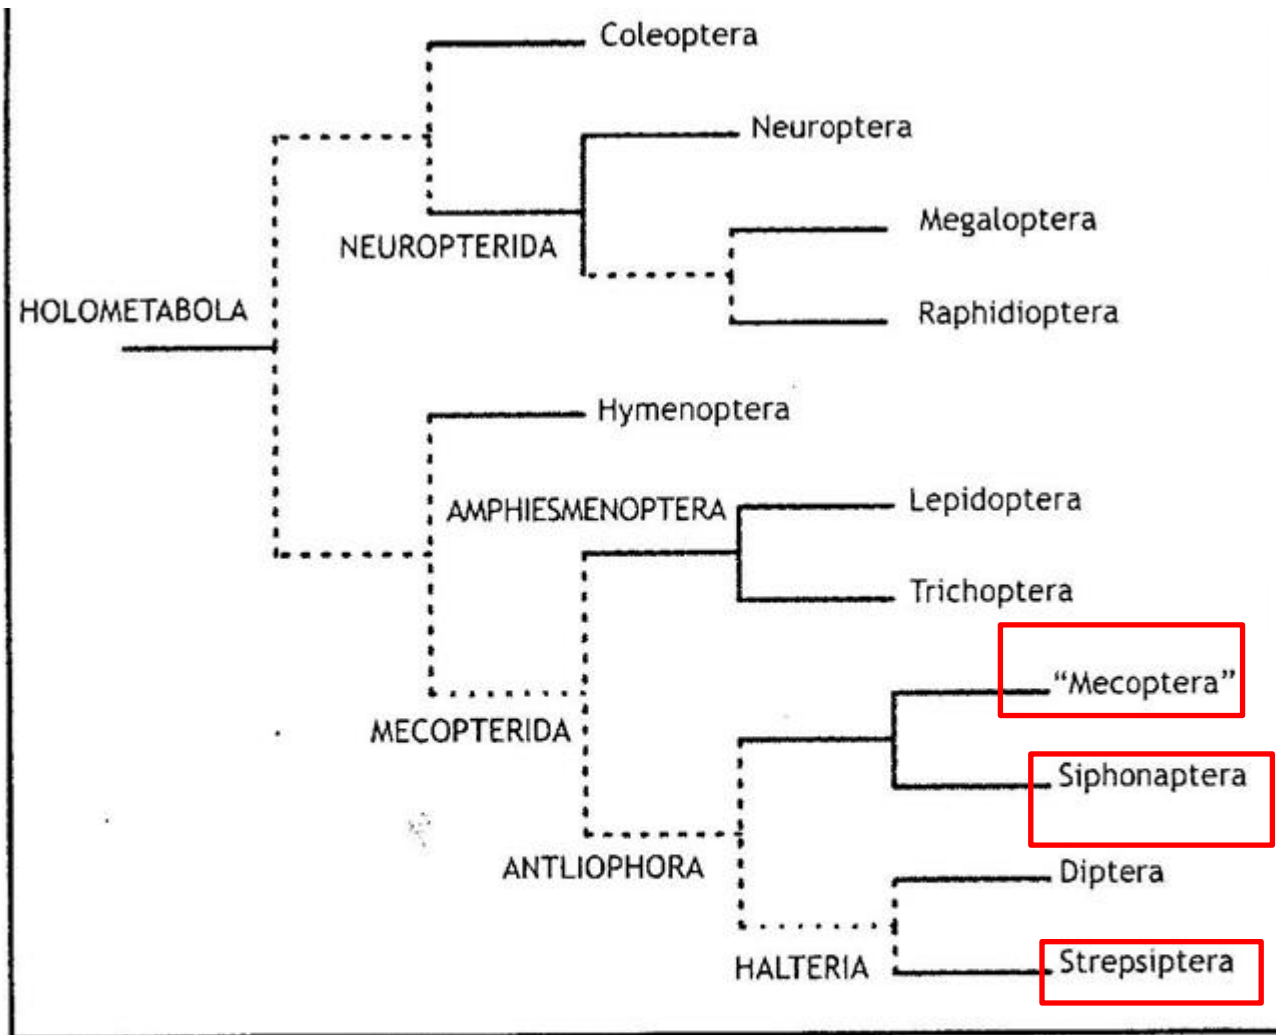 Coleoptera
Neuroptera
Megaloptera
NEUROPTERIDA
HOLOMETABOLA
Raphidioptera
Hymenoptera
AMPHIESMENOPTERA
Lepidoptera
Trichoptera
“Mecoptera”
MECOPTERIDA
Siphonaptera
ANTLIOPHORA
Diptera
HALTERIA
Strepsiptera